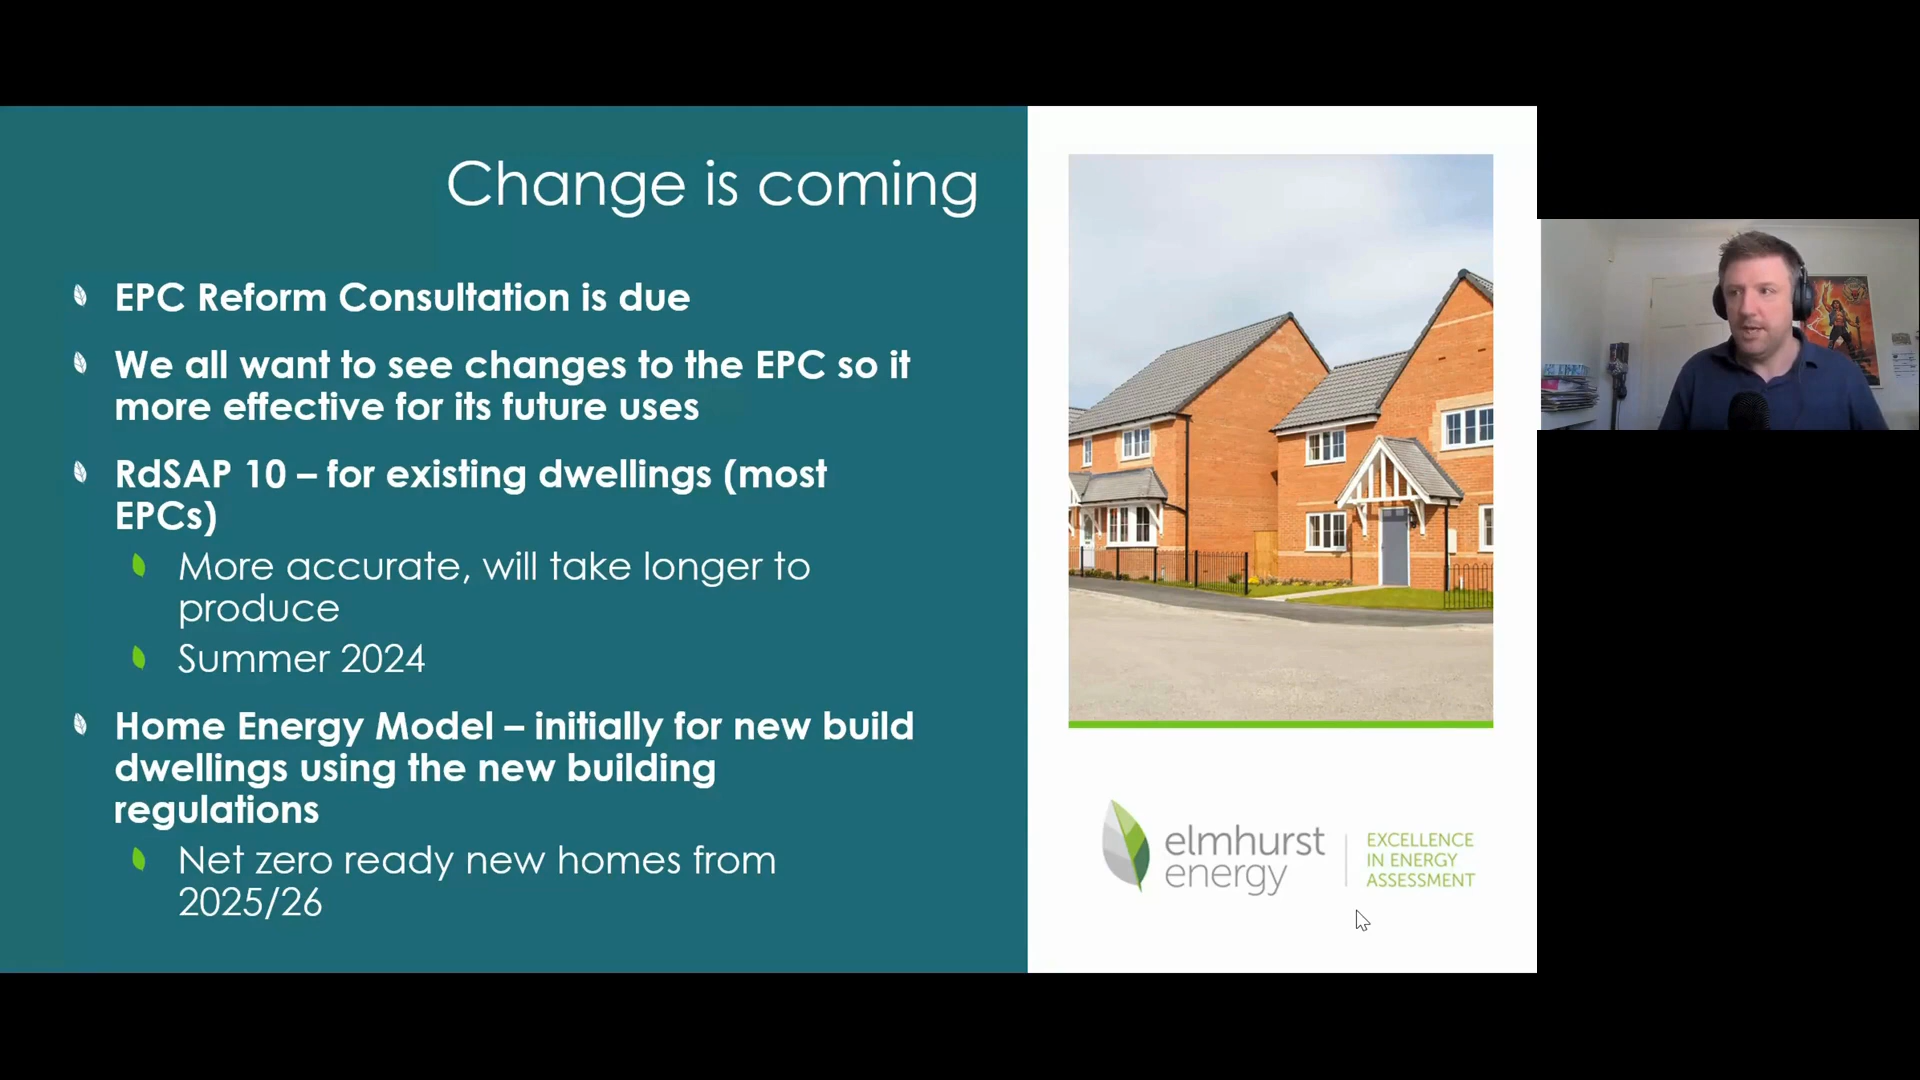 Change is coming
EPC Reform Consultation is due
We all want to see changes to the EPC so it
more effective for its future uses
RdSAP 10 – for existing dwellings (most
EPCs)
More accurate, will take longer to
produce
Summer 2024
Home Energy Model – initially for new build
dwellings using the new building
regulations
Net zero ready new homes from
2025/26
elmhurst
energy
EXCELLENCE
IN ENERGY
ASSESSMENT